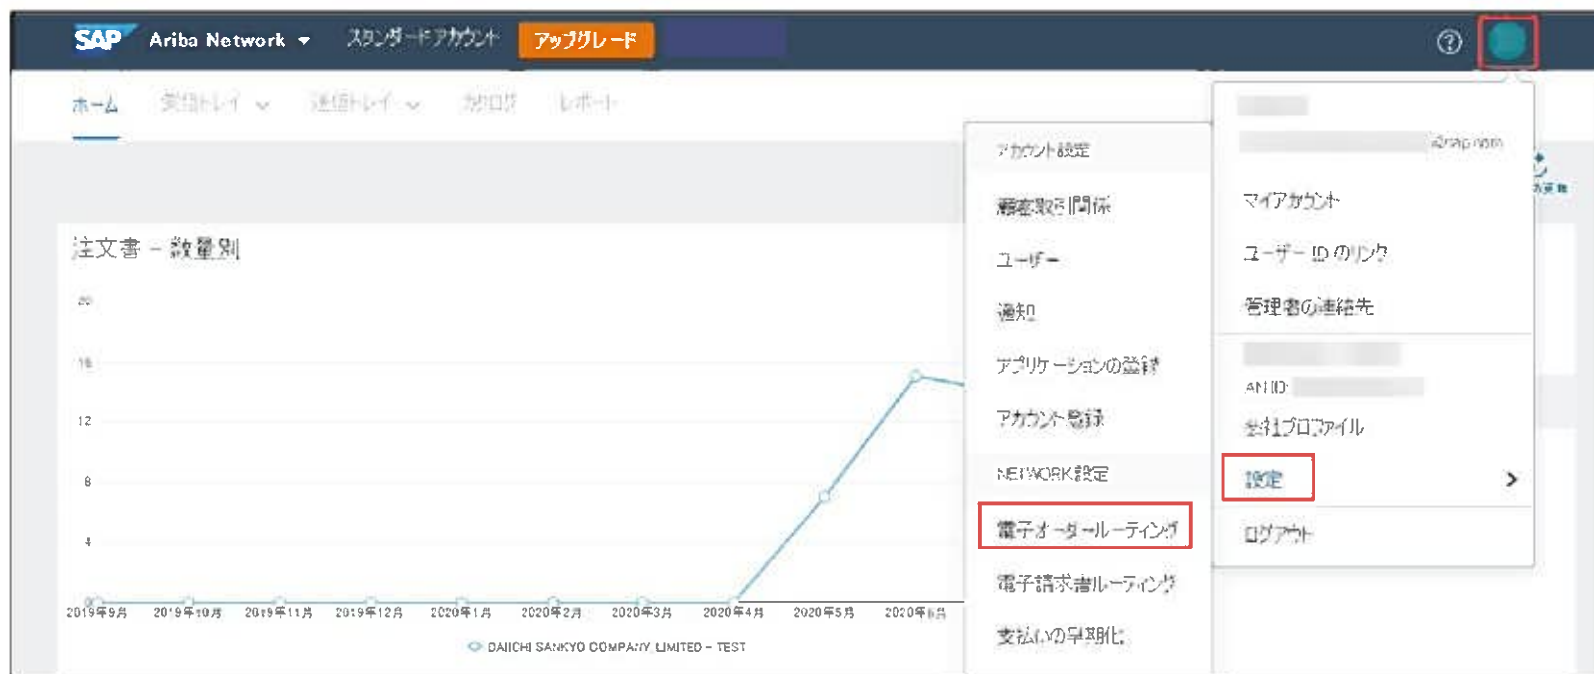 SAP Ariba Network スタンダードアカウント アップグレード
ホーム 受信トレイ 送信トレイ カタログ レポート
注文書 - 数量別
20
16
12
8
4
0
2019年9月 2019年10月 2019年11月 2019年12月 2020年1月 2020年2月 2020年3月 2020年4月 2020年5月 2020年6月
DAIICHI SANKYO COMPANY, LIMITED - TEST
アカウント設定
顧客取引関係
ユーザー
通知
アプリケーションの登録
アカウント登録
NETWORK 設定
電子オーダールーティング
電子請求書ルーティング
支払いの早期化
@sap.com
マイアカウント
ユーザー ID のリンク
管理者の連絡先
AN ID:
会社プロファイル
設定
ログアウト